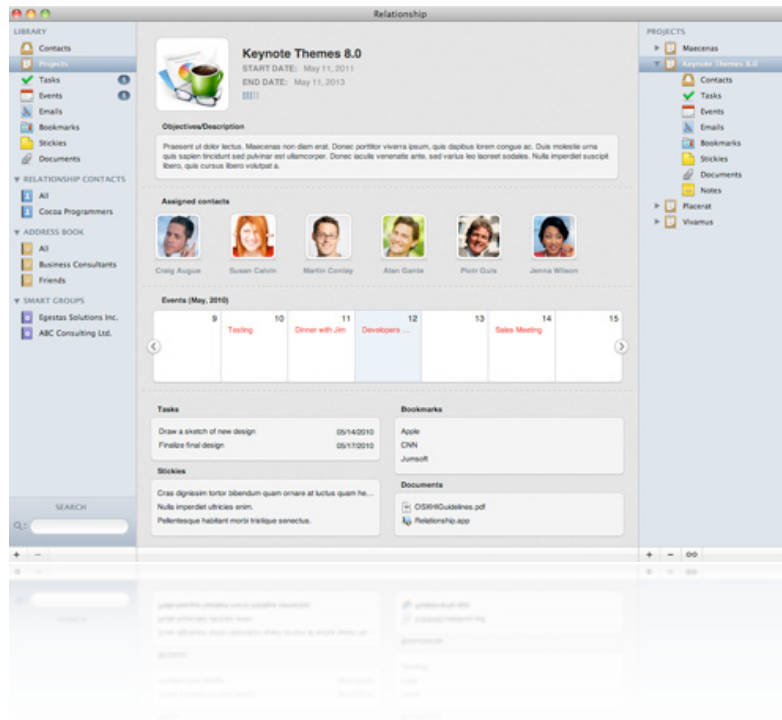 Relationship
LIBRARY
Contacts
Projects
Tasks 1
Events 1
Emails
Bookmarks
Stickies
Documents
RELATIONSHIP CONTACTS
All
Cocoa Programmers
ADDRESS BOOK
All
Business Consultants
Friends
SMART GROUPS
Egestas Solutions Inc.
ABC Consulting Ltd.
SEARCH
Keynote Themes 8.0
START DATE: May 11, 2011
END DATE: May 11, 2013
Objectives/Description
Praesent ut dolor lectus. Maecenas non diam erat. Donec porttitor viverra ipsum, quis dapibus lorem congue ac. Duis molestie urna
quis sapien tincidunt sed pulvinar est ullamcorper. Donec iaculis venenatis ante, sed varius leo laoreet sodales. Nulla imperdiet suscipit
libero, quis cursus libero volutpat a.
Assigned contacts
Craig Augue Susan Calvin Martin Conley Alan Gante Piotr Guis Jenna Wilson
Events (May, 2010)
9 10 11 12 13 14 15
Testing Dinner with Jim Developers ... Sales Meeting
Tasks
Draw a sketch of new design 05/14/2010
Finalize final design 05/17/2010
Stickies
Cras dignissim tortor bibendum quam ornare at luctus quam he...
Nulla imperdiet ultricies enim.
Pellentesque habitant morbi tristique senectus.
Bookmarks
Apple
CNN
Jumsoft
Documents
OSXHIGuidelines.pdf
Relationship.app
PROJECTS
Maecenas
Keynote Themes 8.0
Contacts
Tasks
Events
Emails
Bookmarks
Stickies
Documents
Notes
Placerat
Vivamus